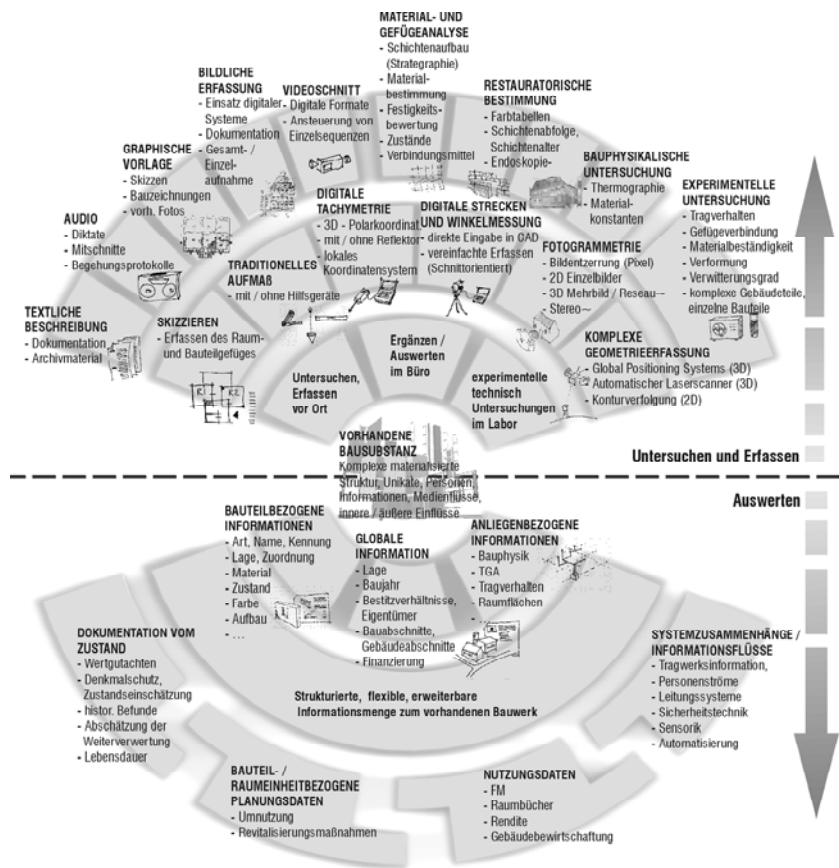 MATERIAL- UND
GEFÜGEANALYSE
- Schichtenaufbau
(Strategraphie)
- Material-
bestimmung
- Festigkeits-
bewertung
- Zustände
- Verbindungsmittel
BILDLICHE
ERFASSUNG
- Einsatz digitaler
Systeme
- Dokumentation
- Gesamt- /
Einzel-
aufnahme
VIDEOSCHNITT
- Digitale Formate
- Ansteuerung von
Einzelsequenzen
RESTAURATORISCHE
BESTIMMUNG
- Farbtabellen
- Schichtenabfolge,
Schichtenalter
- Endoskopie-
GRAPHISCHE
VORLAGE
- Skizzen
- Bauzeichnungen
- vorh. Fotos
BAUPHYSIKALISCHE
UNTERSUCHUNG
- Thermographie
- Material-
konstanten
EXPERIMENTELLE
UNTERSUCHUNG
- Tragverhalten
- Gefügeverbindung
- Materialbeständigkeit
- Verformung
- Verwitterungsgrad
- komplexe Gebäudeteile,
einzelne Bauteile
AUDIO
- Diktate
- Mitschnitte
- Begehungsprotokolle
DIGITALE
TACHYMETRIE
- 3D - Polarkoordinat.
- mit / ohne Reflektor
- lokales
Koordinatensystem
DIGITALE STRECKEN
UND WINKELMESSUNG
- direkte Eingabe in CAD
- vereinfachte Erfassen
(Schnittorientiert)
FOTOGRAMMETRIE
- Bildentzerrung (Pixel)
- 2D Einzelbilder
- 3D Mehrbild / Reseau~
- Stereo~
TRADITIONELLES
AUFMAß
- mit / ohne Hilfsgeräte
TEXTLICHE
BESCHREIBUNG
- Dokumentation
- Archivmaterial
SKIZZIEREN
- Erfassen des Raum-
und Bauteilgefüges
R1
R2
KOMPLEXE
GEOMETRIEERFASSUNG
- Global Positioning Systems (3D)
- Automatischer Laserscanner (3D)
- Konturverfolgung (2D)
Untersuchen,
Erfassen
vor Ort
Ergänzen /
Auswerten
im Büro
experimentelle
technisch
Untersuchungen
im Labor
VORHANDENE
BAUSUBSTANZ
Komplexe materialisierte
Struktur, Unikate, Personen,
Informationen, Medienflüsse,
innere / äußere Einflüsse
Untersuchen und Erfassen
Auswerten
BAUTEILBEZOGENE
INFORMATIONEN
- Art, Name, Kennung
- Lage, Zuordnung
- Material
- Zustand
- Farbe
- Aufbau
- ...
GLOBALE
INFORMATION
- Lage
- Baujahr
- Bestitzverhältnisse,
Eigentümer
- Bauabschnitte,
Gebäudeabschnitte
- Finanzierung
ANLIEGENBEZOGENE
INFORMATIONEN
- Bauphysik
- TGA
- Tragverhalten
- Raumflächen
- ...
DOKUMENTATION VOM
ZUSTAND
- Wertgutachten
- Denkmalschutz,
Zustandseinschätzung
- histor. Befunde
- Abschätzung der
Weiterverwertung
- Lebensdauer
SYSTEMZUSAMMENHÄNGE /
INFORMATIONSFLÜSSE
- Tragwerksinformation,
- Personenströme
- Leitungssysteme
- Sicherheitstechnik
- Sensorik
- Automatisierung
Strukturierte, flexible, erweiterbare
Informationsmenge zum vorhandenen Bauwerk
BAUTEIL- /
RAUMEINHEITBEZOGENE
PLANUNGSDATEN
- Umnutzung
- Revitalisierungsmaßnahmen
NUTZUNGSDATEN
- FM
- Raumbücher
- Rendite
- Gebäudebewirtschaftung